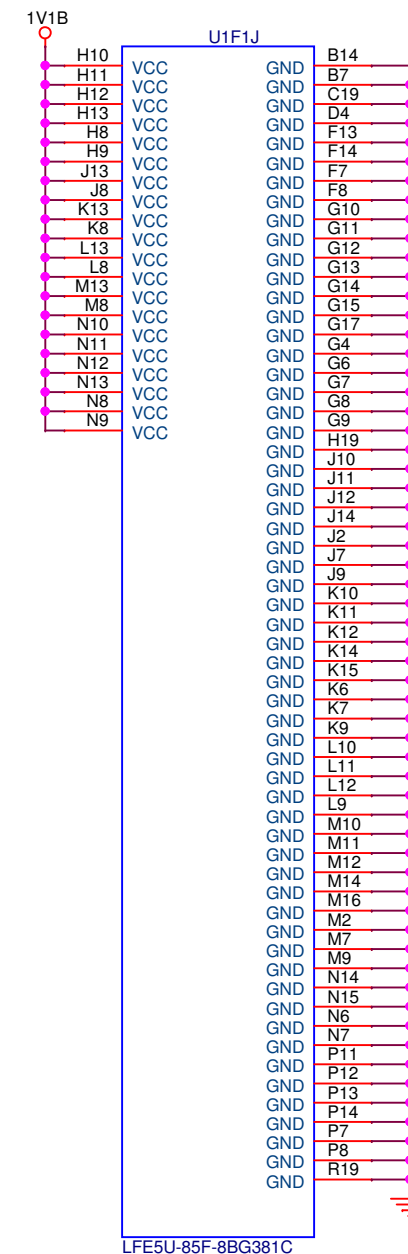 1V1B
U1F1J
H10 VCC GND B14
H11 VCC GND B7
H12 VCC GND C19
H13 VCC GND D4
H8 VCC GND F13
H9 VCC GND F14
J13 VCC GND F7
J8 VCC GND F8
K13 VCC GND G10
K8 VCC GND G11
L13 VCC GND G12
L8 VCC GND G13
M13 VCC GND G14
M8 VCC GND G15
N10 VCC GND G17
N11 VCC GND G4
N12 VCC GND G6
N13 VCC GND G7
N8 VCC GND G8
N9 VCC GND G9
GND H19
GND J10
GND J11
GND J12
GND J14
GND J2
GND J7
GND J9
GND K10
GND K11
GND K12
GND K14
GND K15
GND K6
GND K7
GND K9
GND L10
GND L11
GND L12
GND L9
GND M10
GND M11
GND M12
GND M14
GND M16
GND M2
GND M7
GND M9
GND N14
GND N15
GND N6
GND N7
GND P11
GND P12
GND P13
GND P14
GND P7
GND P8
GND R19
LFE5U-85F-8BG381C